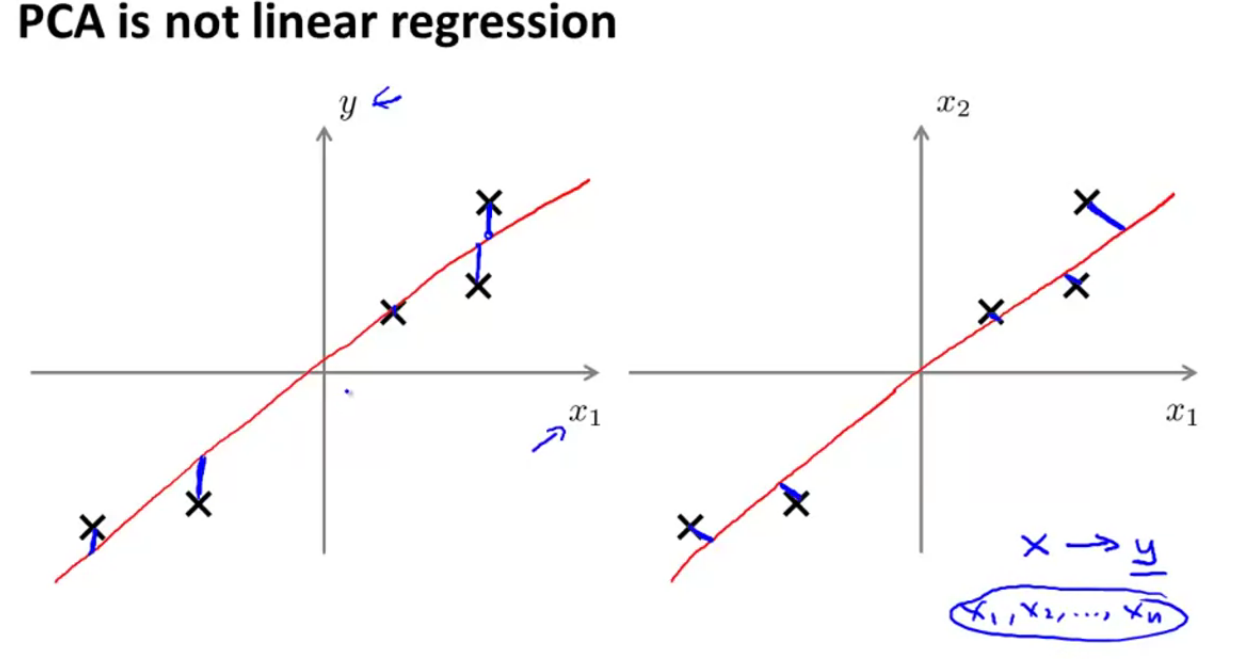 PCA is not linear regression
y
x₂
x₁
x₁
x → y
x₁, x₂, ..., xₙ